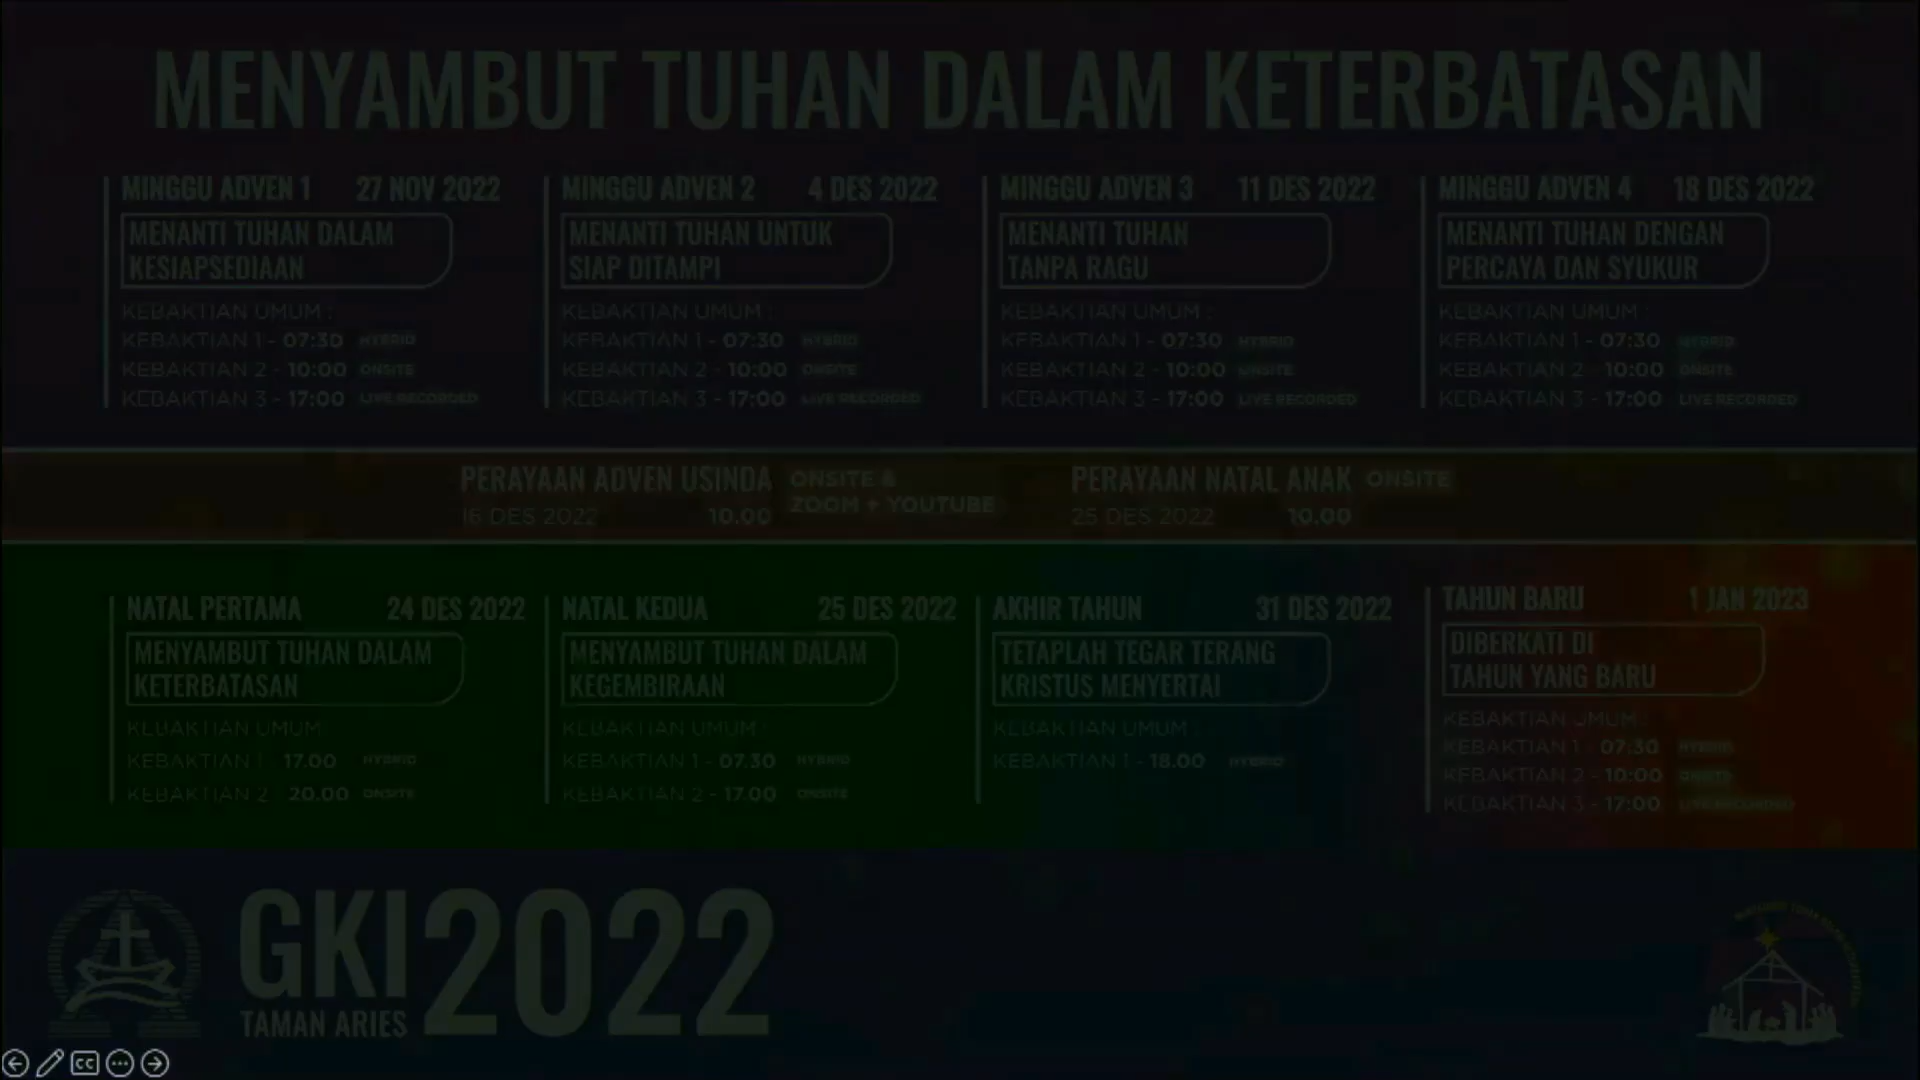 MENYAMBUT TUHAN DALAM KETERBATASAN
MINGGU ADVEN 1 27 NOV 2022
MENANTI TUHAN DALAM
KESIAPSEDIAAN
KEBAKTIAN UMUM :
KEBAKTIAN 1 - 07:30 HYBRID
KEBAKTIAN 2 - 10:00 ONSITE
KEBAKTIAN 3 - 17:00 LIVE RECORDED
MINGGU ADVEN 2 4 DES 2022
MENANTI TUHAN UNTUK
SIAP DITAMPI
KEBAKTIAN UMUM :
KEBAKTIAN 1 - 07:30 HYBRID
KEBAKTIAN 2 - 10:00 ONSITE
KEBAKTIAN 3 - 17:00 LIVE RECORDED
MINGGU ADVEN 3 11 DES 2022
MENANTI TUHAN
TANPA RAGU
KEBAKTIAN UMUM :
KEBAKTIAN 1 - 07:30 HYBRID
KEBAKTIAN 2 - 10:00 ONSITE
KEBAKTIAN 3 - 17:00 LIVE RECORDED
MINGGU ADVEN 4 18 DES 2022
MENANTI TUHAN DENGAN
PERCAYA DAN SYUKUR
KEBAKTIAN UMUM :
KEBAKTIAN 1 - 07:30 HYBRID
KEBAKTIAN 2 - 10:00 ONSITE
KEBAKTIAN 3 - 17:00 LIVE RECORDED
PERAYAAN ADVEN USINDA ONSITE &
ZOOM + YOUTUBE
16 DES 2022 10.00
PERAYAAN NATAL ANAK ONSITE
25 DES 2022 10.00
NATAL PERTAMA 24 DES 2022
MENYAMBUT TUHAN DALAM
KETERBATASAN
KEBAKTIAN UMUM :
KEBAKTIAN 1 - 17.00 HYBRID
KEBAKTIAN 2 - 20.00 ONSITE
NATAL KEDUA 25 DES 2022
MENYAMBUT TUHAN DALAM
KEGEMBIRAAN
KEBAKTIAN UMUM :
KEBAKTIAN 1 - 07.30 HYBRID
KEBAKTIAN 2 - 17.00 ONSITE
AKHIR TAHUN 31 DES 2022
TETAPLAH TEGAR TERANG
KRISTUS MENYERTAI
KEBAKTIAN UMUM :
KEBAKTIAN 1 - 18.00 HYBRID
TAHUN BARU 1 JAN 2023
DIBERKATI DI
TAHUN YANG BARU
KEBAKTIAN UMUM :
KEBAKTIAN 1 - 07:30 HYBRID
KEBAKTIAN 2 - 10:00 ONSITE
KEBAKTIAN 3 - 17:00 LIVE RECORDED
GKI 2022
TAMAN ARIES
CC